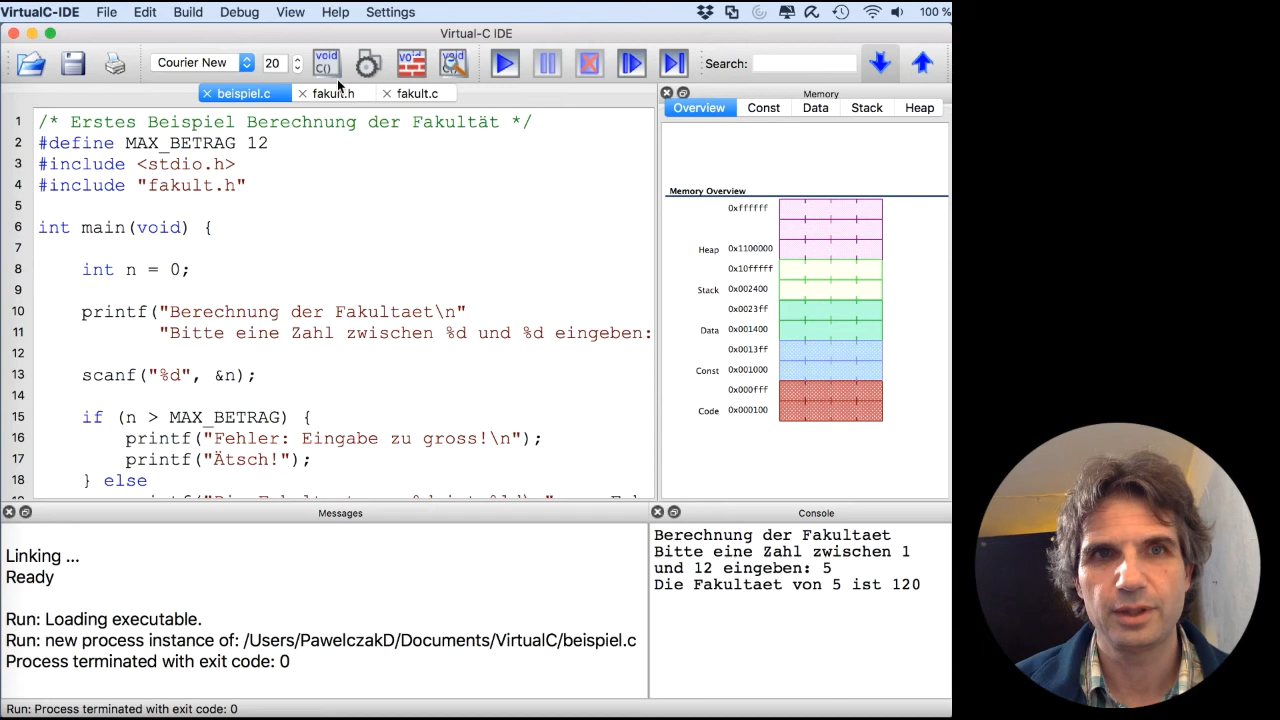 VirtualC-IDE File Edit Build Debug View Help Settings 100 %
Virtual-C IDE
Courier New 20 void C() void void Search:
beispiel.c fakult.h fakult.c
1 /* Erstes Beispiel Berechnung der Fakultät */
2 #define MAX_BETRAG 12
3 #include <stdio.h>
4 #include "fakult.h"
5
6 int main(void) {
7
8 int n = 0;
9
10 printf("Berechnung der Fakultaet\n"
11 "Bitte eine Zahl zwischen %d und %d eingeben:
12
13 scanf("%d", &n);
14
15 if (n > MAX_BETRAG) {
16 printf("Fehler: Eingabe zu gross!\n");
17 printf("Ätsch!");
18 } else
Memory
Overview Const Data Stack Heap
Memory Overview
0xffffff
Heap 0x1100000
0x10fffff
Stack 0x002400
0x0023ff
Data 0x001400
0x0013ff
Const 0x001000
0x000fff
Code 0x000100
Messages
Linking ...
Ready
Run: Loading executable.
Run: new process instance of: /Users/PawelczakD/Documents/VirtualC/beispiel.c
Process terminated with exit code: 0
Console
Berechnung der Fakultaet
Bitte eine Zahl zwischen 1
und 12 eingeben: 5
Die Fakultaet von 5 ist 120
Run: Process terminated with exit code: 0